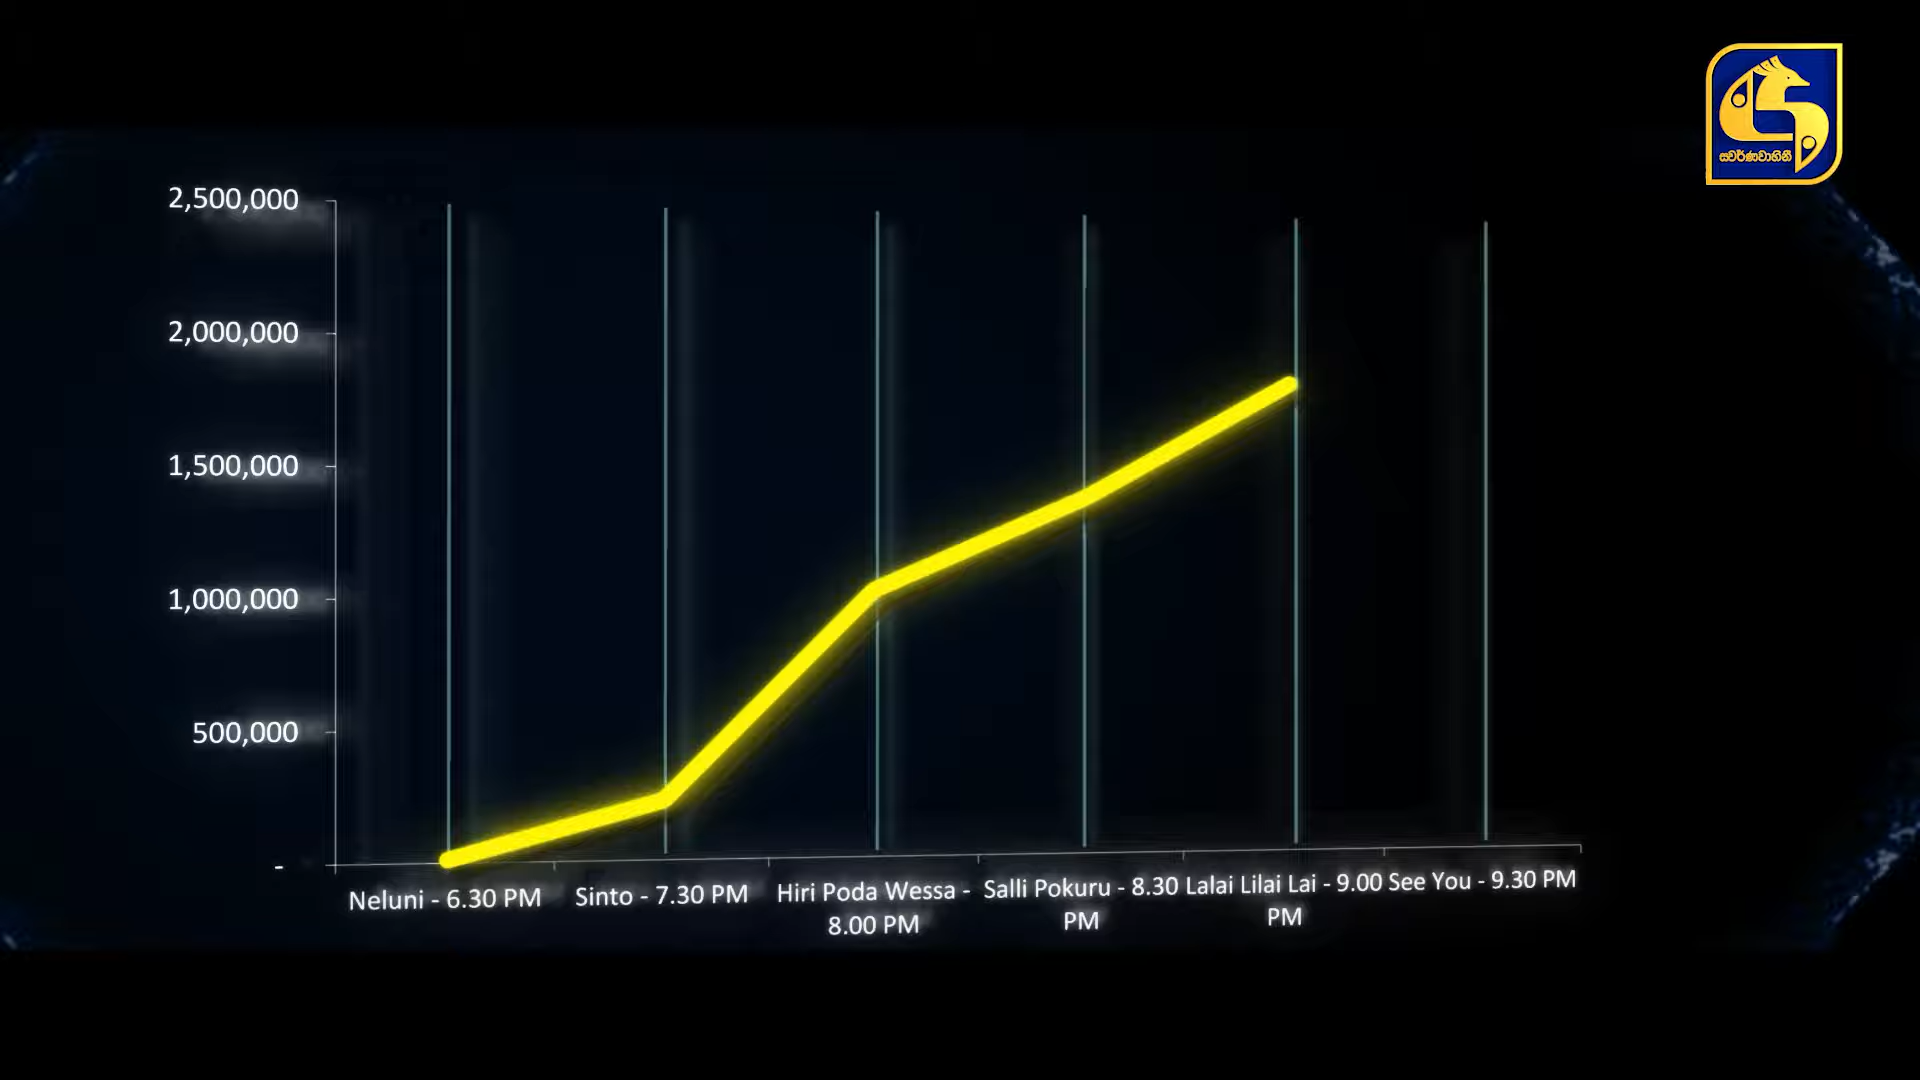 ස්වර්ණවාහිනී
2,500,000
2,000,000
1,500,000
1,000,000
500,000
-
Neluni - 6.30 PM
Sinto - 7.30 PM
Hiri Poda Wessa -
8.00 PM
Salli Pokuru - 8.30
PM
Lalai Lilai Lai - 9.00
PM
See You - 9.30 PM